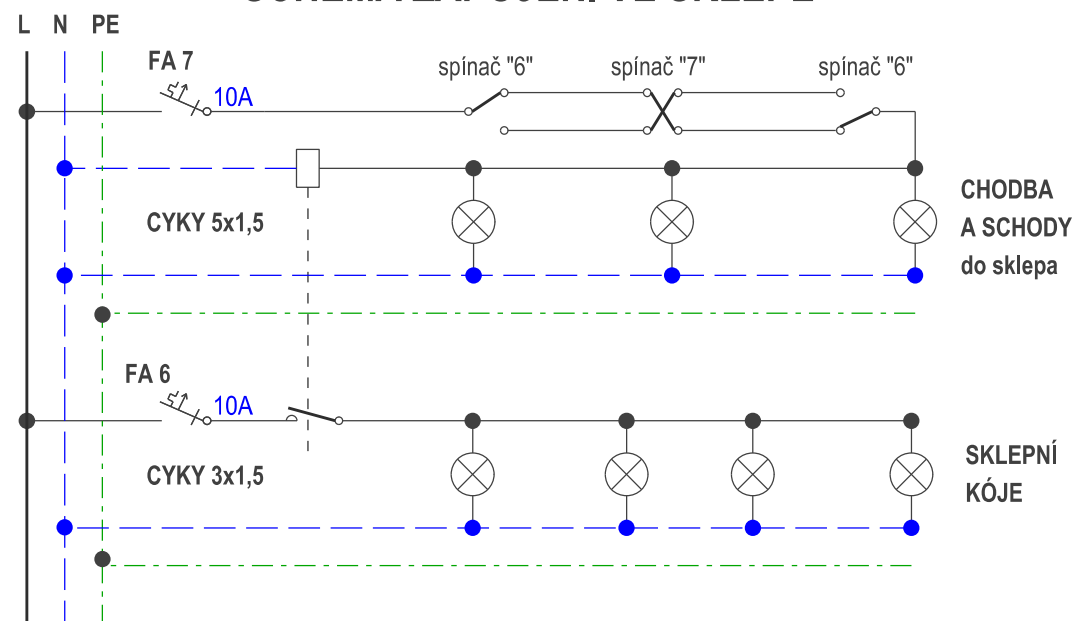 L N PE
FA 7
10A
spínač "6"
spínač "7"
spínač "6"
CYKY 5x1,5
CHODBA
A SCHODY
do sklepa
FA 6
10A
CYKY 3x1,5
SKLEPNÍ
KÓJE